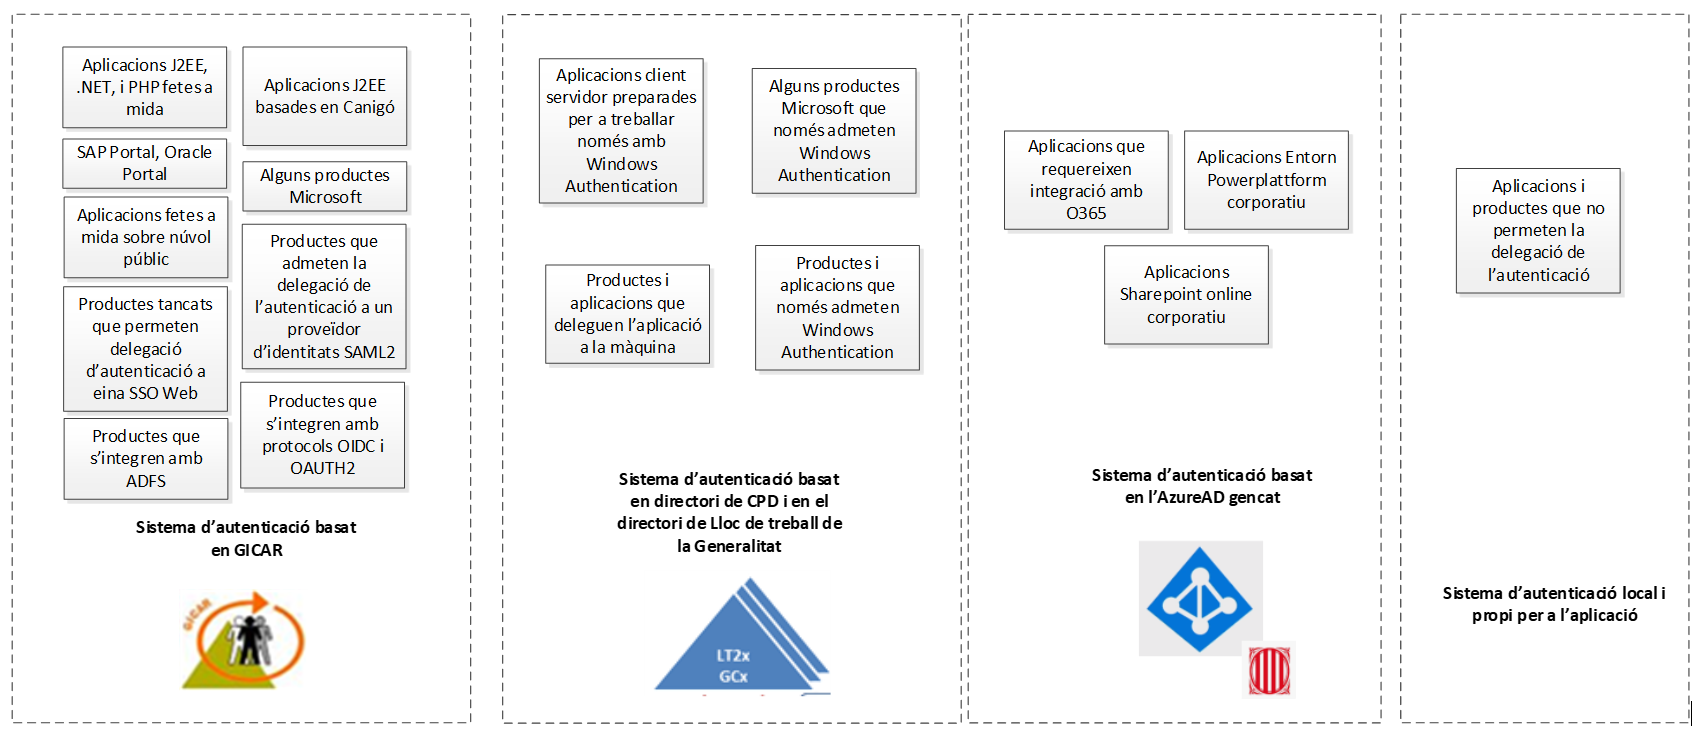 Aplicacions J2EE,
.NET, i PHP fetes a
mida
Aplicacions J2EE
basades en Canigó
SAP Portal, Oracle
Portal
Alguns productes
Microsoft
Aplicacions fetes a
mida sobre núvol
públic
Productes que
admeten la
delegació de
l’autenticació a un
proveïdor
d’identitats SAML2
Productes tancats
que permeten
delegació
d’autenticació a
eina SSO Web
Productes que
s’integren amb
protocols OIDC i
OAUTH2
Productes que
s’integren amb
ADFS
Sistema d’autenticació basat
en GICAR
GICAR
Aplicacions client
servidor preparades
per a treballar
només amb
Windows
Authentication
Alguns productes
Microsoft que
només admeten
Windows
Authentication
Productes i
aplicacions que
deleguen l’aplicació
a la màquina
Productes i
aplicacions que
només admeten
Windows
Authentication
Sistema d’autenticació basat
en directori de CPD i en el
directori de Lloc de treball de
la Generalitat
LT2x
GCx
Aplicacions que
requereixen
integració amb
O365
Aplicacions Entorn
Powerplattform
corporatiu
Aplicacions
Sharepoint online
corporatiu
Sistema d’autenticació basat
en l’AzureAD gencat
Aplicacions i
productes que no
permeten la
delegació de
l’autenticació
Sistema d’autenticació local i
propi per a l’aplicació